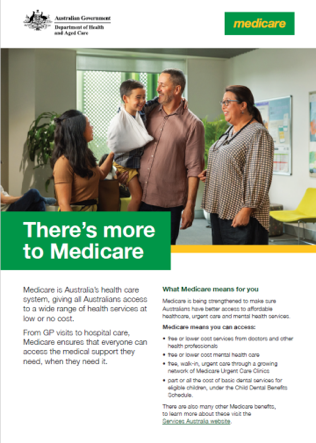 Australian Government
Department of Health
and Aged Care
medicare
There's more
to Medicare
Medicare is Australia's health care
system, giving all Australians access
to a wide range of health services at
low or no cost.
From GP visits to hospital care,
Medicare ensures that everyone can
access the medical support they
need, when they need it.
What Medicare means for you
Medicare is being strengthened to make sure
Australians have better access to affordable
healthcare, urgent care and mental health services.
Medicare means you can access:
• free or lower cost services from doctors and other
health professionals
• free or lower cost mental health care
• free, walk-in, urgent care through a growing
network of Medicare Urgent Care Clinics
• part or all the cost of basic dental services for
eligible children, under the Child Dental Benefits
Schedule.
There are also many other Medicare benefits,
to learn more about these visit the
Services Australia website.